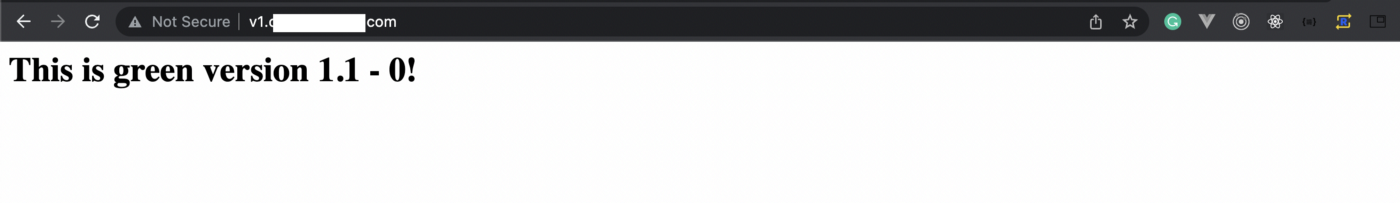 Not Secure v1.c com
This is green version 1.1 - 0!